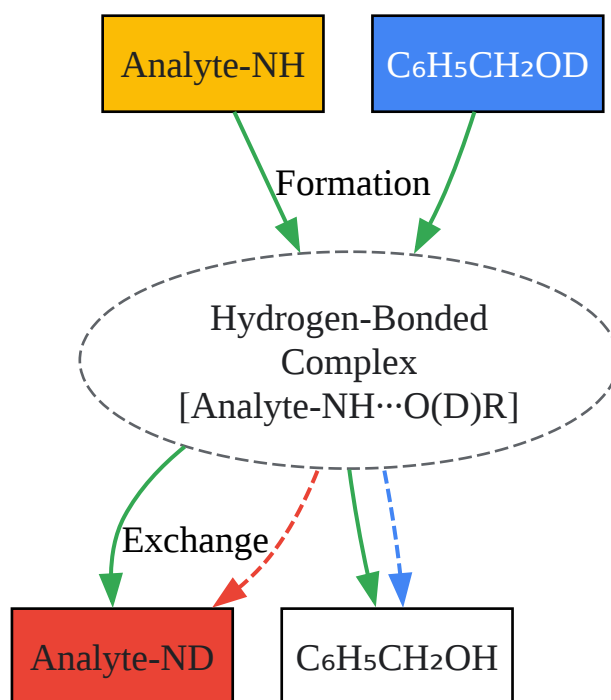 Analyte-NH
C₆H₅CH₂OD
Formation
Hydrogen-Bonded
Complex
[Analyte-NH···O(D)R]
Exchange
Analyte-ND
C₆H₅CH₂OH